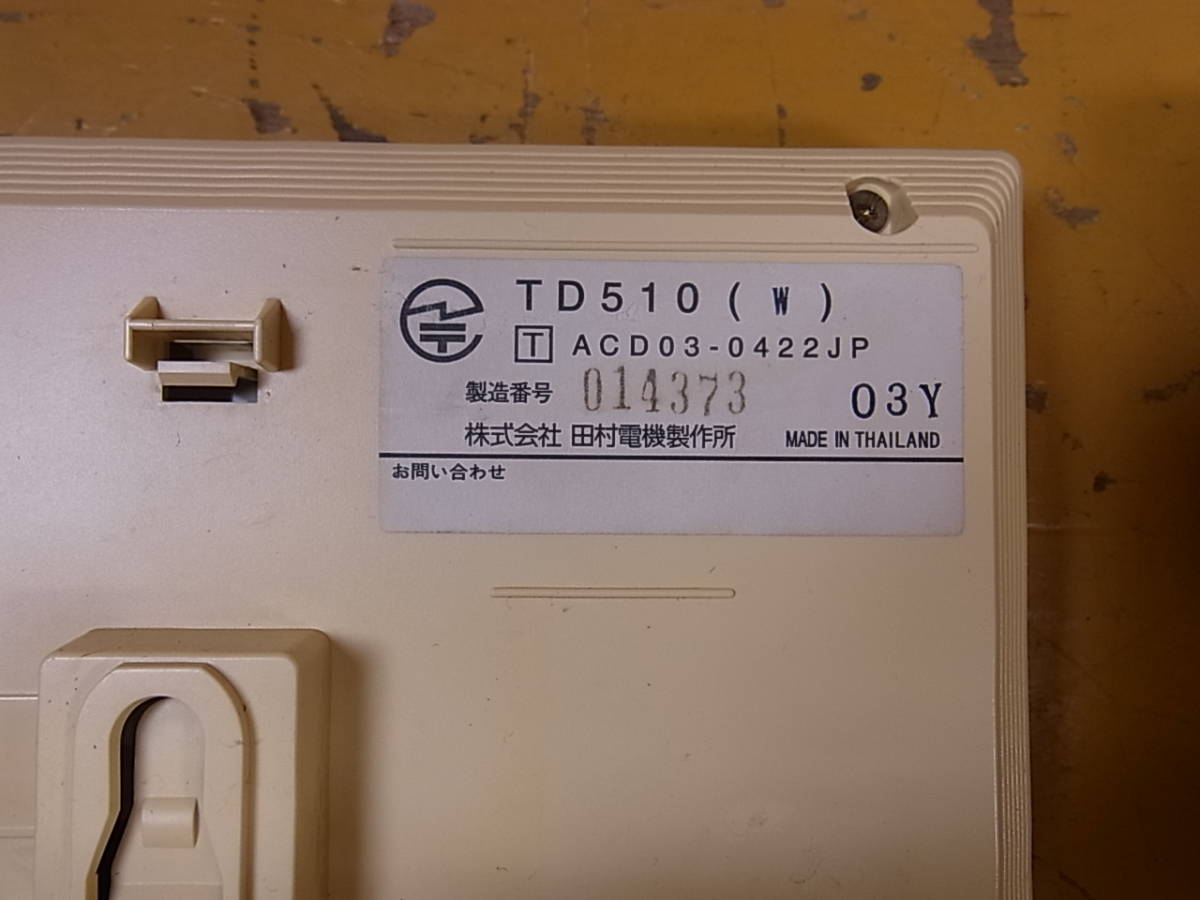 TD510(W)
T ACD03-0422JP
製造番号 014373 03Y
株式会社 田村電機製作所 MADE IN THAILAND
お問い合わせ